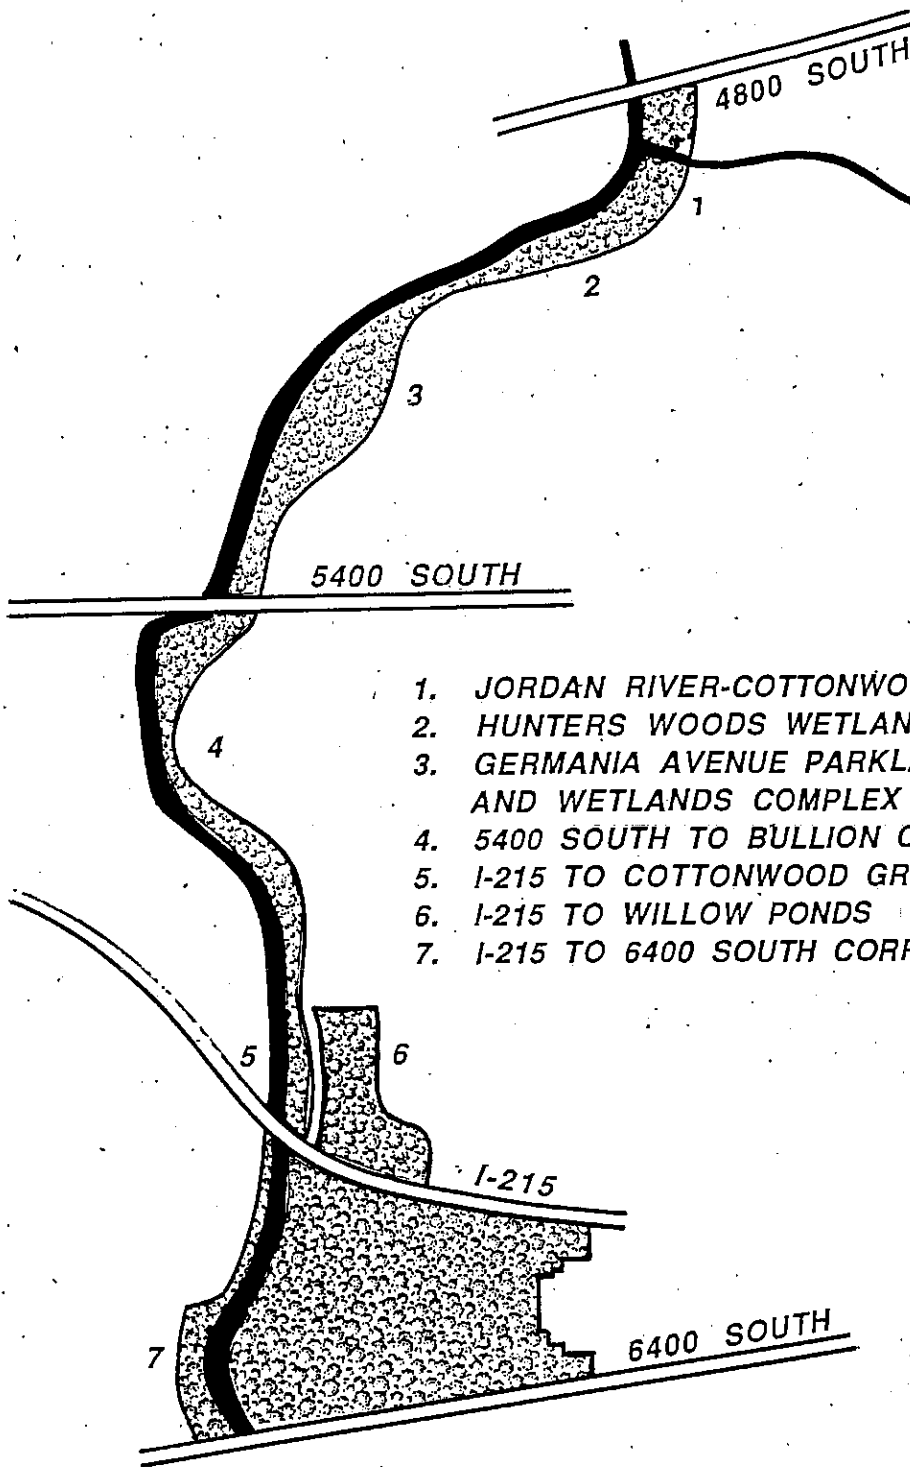 4800 SOUTH
1
2
3
5400 SOUTH
4
1. JORDAN RIVER-COTTONWO
2. HUNTERS WOODS WETLAN
3. GERMANIA AVENUE PARKL
AND WETLANDS COMPLEX
4. 5400 SOUTH TO BULLION C
5. I-215 TO COTTONWOOD GR
6. I-215 TO WILLOW PONDS
7. I-215 TO 6400 SOUTH CORR
5
6
I-215
7
6400 SOUTH